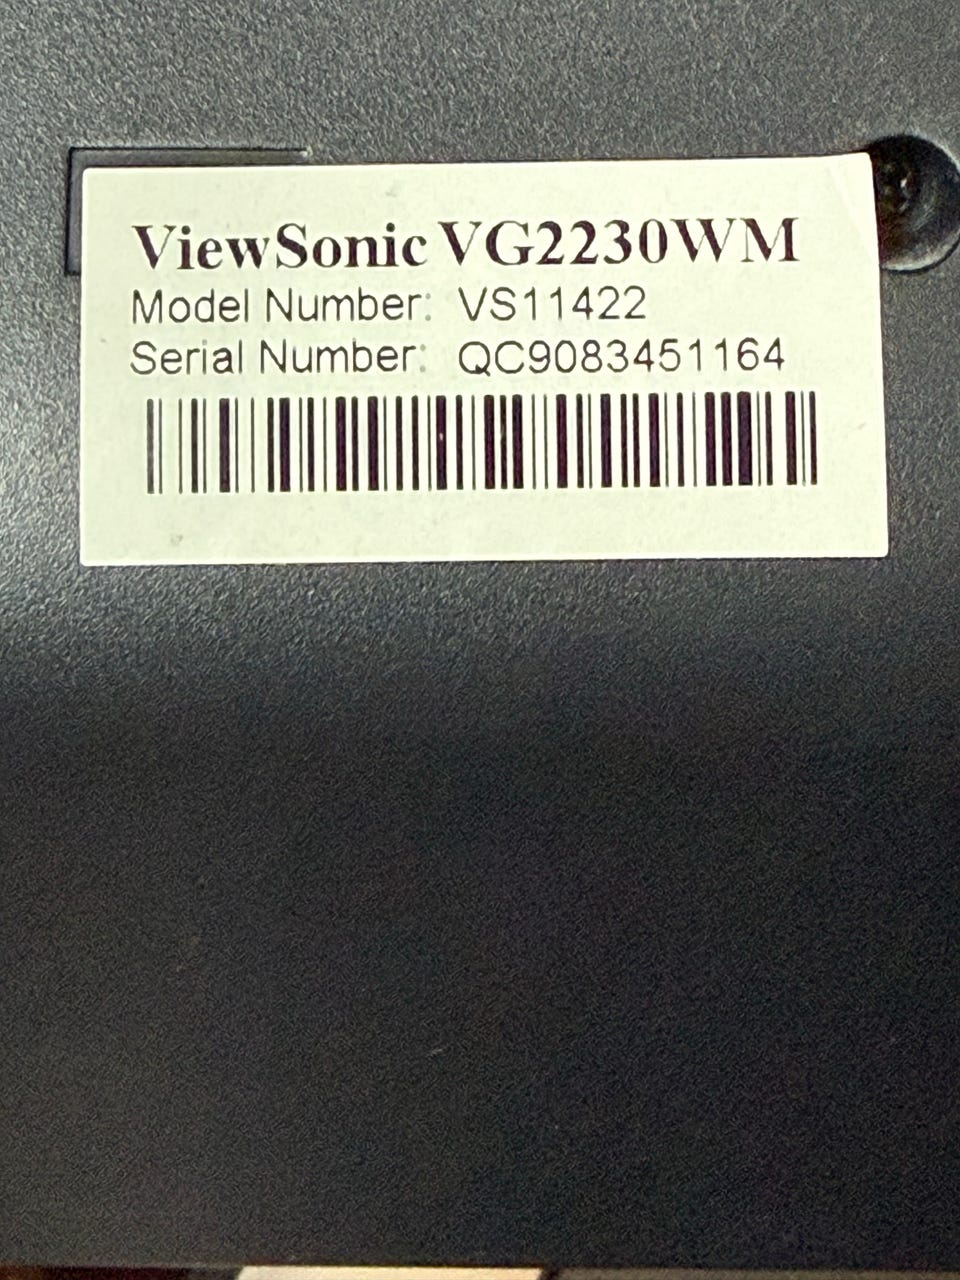 ViewSonic VG2230WM
Model Number: VS11422
Serial Number: QC9083451164